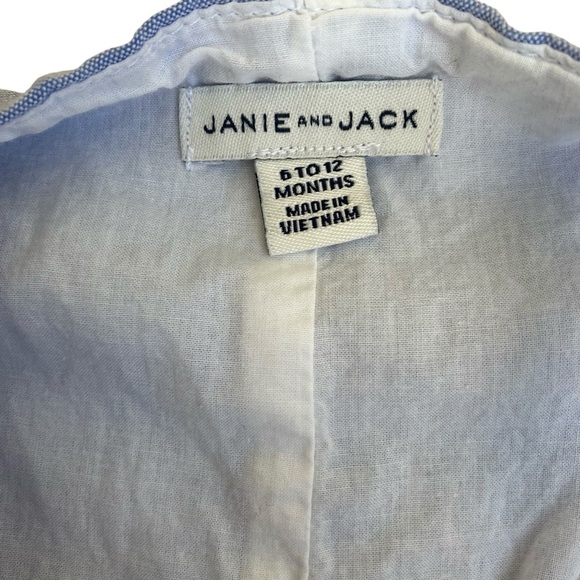 JANIE AND JACK
6 TO 12
MONTHS
MADE IN
VIETNAM